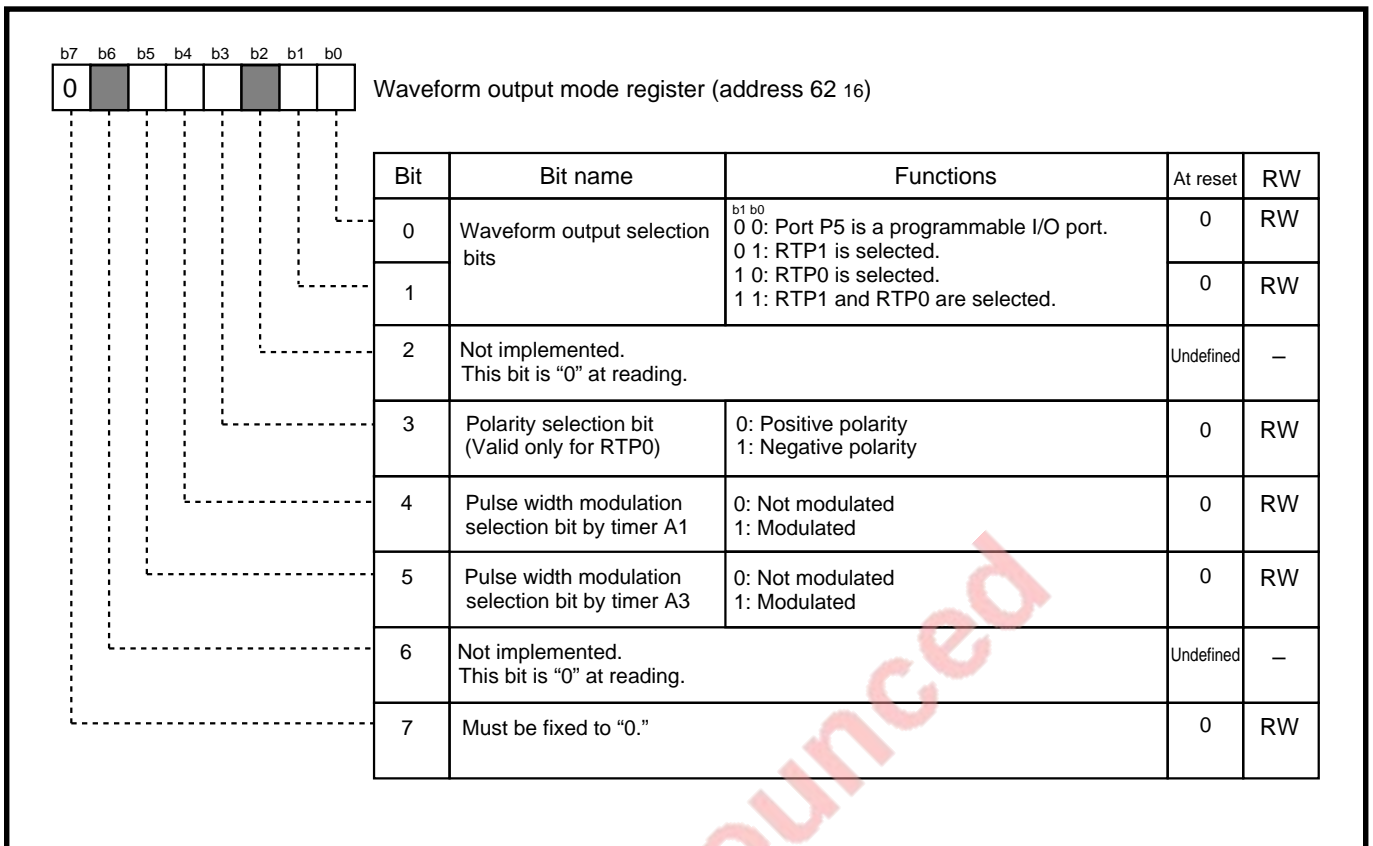 b7 b6 b5 b4 b3 b2 b1 b0
0
Waveform output mode register (address 62 16)
Bit Bit name Functions At reset RW
0 Waveform output selection bits
b1 b0
0 0: Port P5 is a programmable I/O port.
0 1: RTP1 is selected.
1 0: RTP0 is selected.
1 1: RTP1 and RTP0 are selected.
0 RW
1 0 RW
2 Not implemented.
This bit is “0” at reading.
Undefined –
3 Polarity selection bit
(Valid only for RTP0)
0: Positive polarity
1: Negative polarity
0 RW
4 Pulse width modulation
selection bit by timer A1
0: Not modulated
1: Modulated
0 RW
5 Pulse width modulation
selection bit by timer A3
0: Not modulated
1: Modulated
0 RW
6 Not implemented.
This bit is “0” at reading.
Undefined –
7 Must be fixed to “0.” 0 RW
ounced